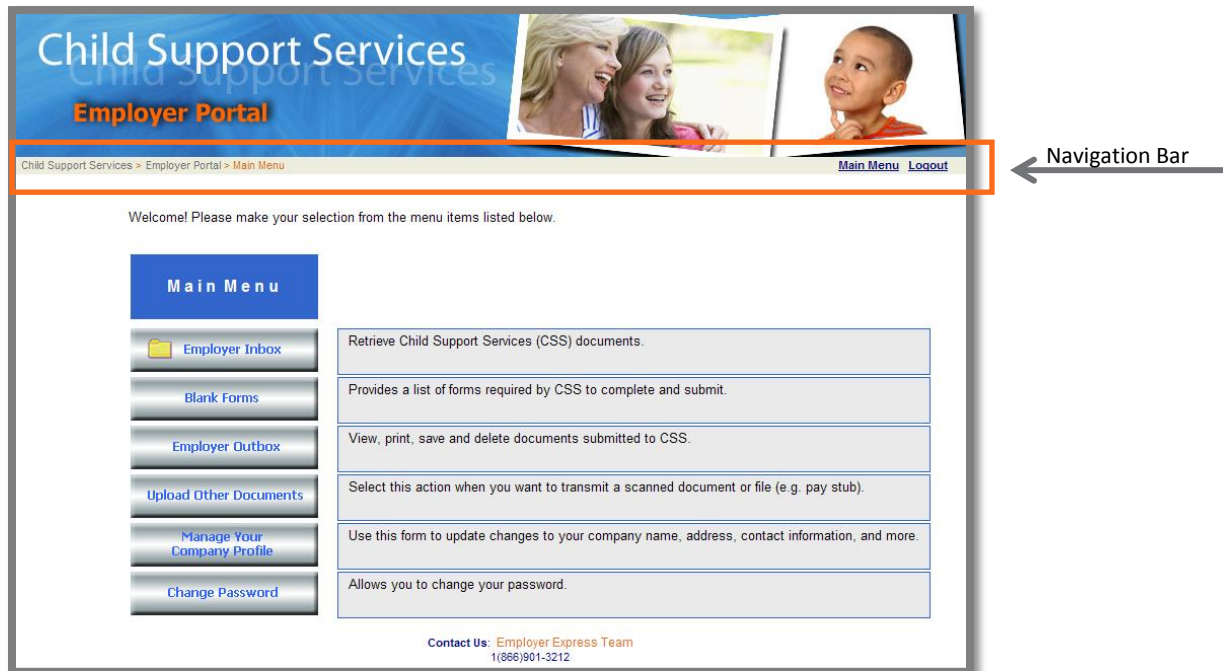 Child Support Services
Employer Portal
Child Support Services > Employer Portal > Main Menu
Main Menu Logout
Navigation Bar
Welcome! Please make your selection from the menu items listed below.
Main Menu
Employer Inbox
Retrieve Child Support Services (CSS) documents.
Blank Forms
Provides a list of forms required by CSS to complete and submit.
Employer Outbox
View, print, save and delete documents submitted to CSS.
Upload Other Documents
Select this action when you want to transmit a scanned document or file (e.g. pay stub).
Manage Your
Company Profile
Use this form to update changes to your company name, address, contact information, and more.
Change Password
Allows you to change your password.
Contact Us: Employer Express Team
1(866)901-3212